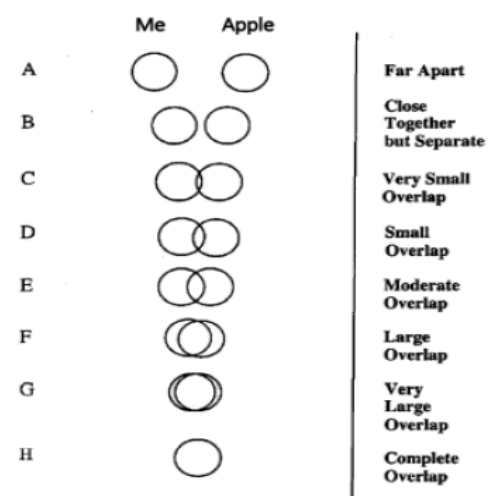 Me Apple
A Far Apart
B Close
Together
but Separate
C Very Small
Overlap
D Small
Overlap
E Moderate
Overlap
F Large
Overlap
G Very
Large
Overlap
H Complete
Overlap